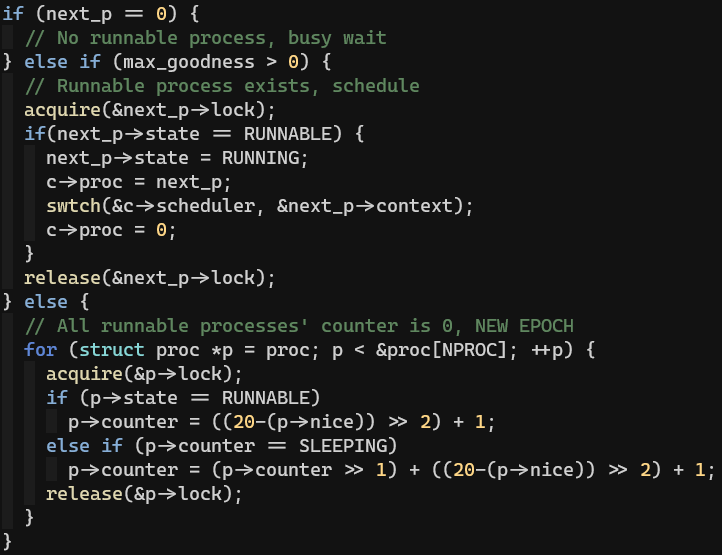 if (next_p == 0) {
  // No runnable process, busy wait
} else if (max_goodness > 0) {
  // Runnable process exists, schedule
  acquire(&next_p->lock);
  if(next_p->state == RUNNABLE) {
    next_p->state = RUNNING;
    c->proc = next_p;
    swtch(&c->scheduler, &next_p->context);
    c->proc = 0;
  }
  release(&next_p->lock);
} else {
  // All runnable processes' counter is 0, NEW EPOCH
  for (struct proc *p = proc; p < &proc[NPROC]; ++p) {
    acquire(&p->lock);
    if (p->state == RUNNABLE)
      p->counter = ((20-(p->nice)) >> 2) + 1;
    else if (p->counter == SLEEPING)
      p->counter = (p->counter >> 1) + ((20-(p->nice)) >> 2) + 1;
    release(&p->lock);
  }
}